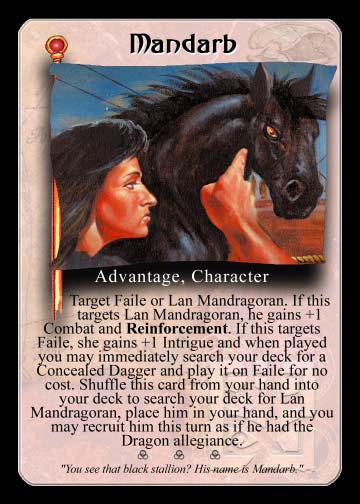 Mandarb
Advantage, Character
Target Faile or Lan Mandragoran. If this
targets Lan Mandragoran, he gains +1
Combat and Reinforcement. If this targets
Faile, she gains +1 Intrigue and when played
you may immediately search your deck for a
Concealed Dagger and play it on Faile for no
cost. Shuffle this card from your hand into
your deck to search your deck for Lan
Mandragoran, place him in your hand, and you
may recruit him this turn as if he had the
Dragon allegiance.
"You see that black stallion? His name is Mandarb."